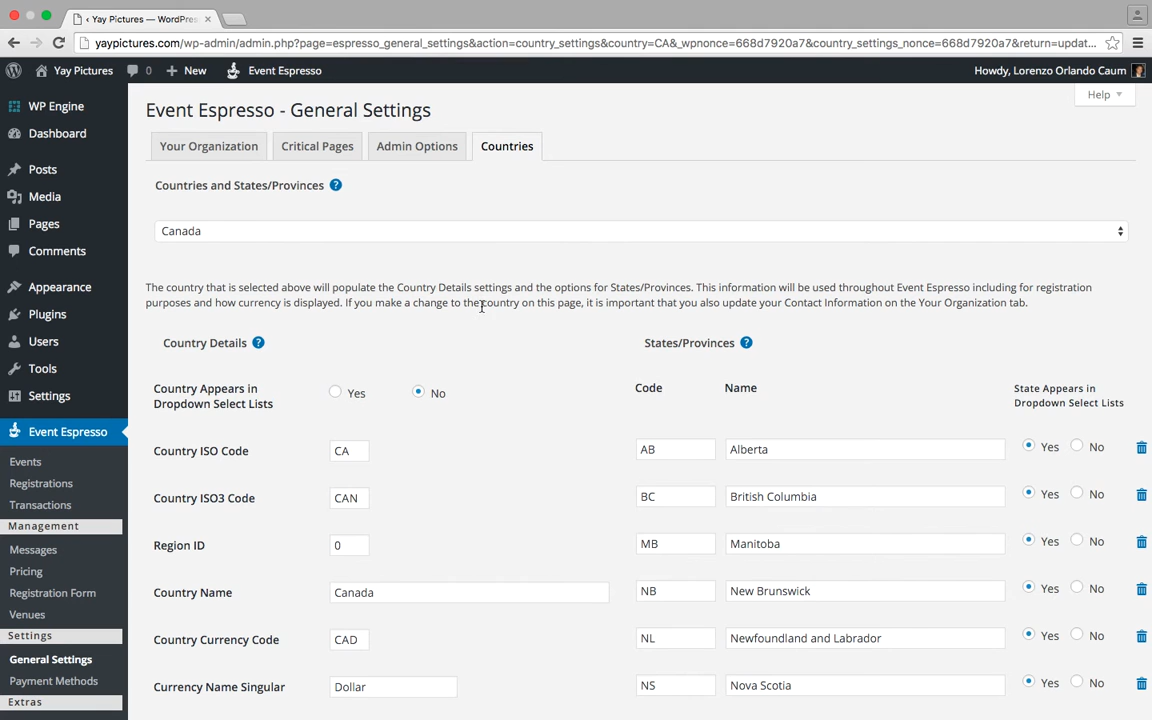 ‹ Yay Pictures — WordPres
yaypictures.com/wp-admin/admin.php?page=espresso_general_settings&action=country_settings&country=CA&_wpnonce=668d7920a7&country_settings_nonce=668d7920a7&return=updat...
Yay Pictures 0 New Event Espresso Howdy, Lorenzo Orlando Caum
Help
WP Engine
Dashboard
Posts
Media
Pages
Comments
Appearance
Plugins
Users
Tools
Settings
Event Espresso
Events
Registrations
Transactions
Management
Messages
Pricing
Registration Form
Venues
Settings
General Settings
Payment Methods
Extras
Event Espresso - General Settings
Your Organization Critical Pages Admin Options Countries
Countries and States/Provinces ?
Canada
The country that is selected above will populate the Country Details settings and the options for States/Provinces. This information will be used throughout Event Espresso including for registration
purposes and how currency is displayed. If you make a change to the country on this page, it is important that you also update your Contact Information on the Your Organization tab.
Country Details ?
Country Appears in
Dropdown Select Lists
Yes No
Country ISO Code CA
Country ISO3 Code CAN
Region ID 0
Country Name Canada
Country Currency Code CAD
Currency Name Singular Dollar
States/Provinces ?
Code Name State Appears in
Dropdown Select Lists
AB Alberta Yes No
BC British Columbia Yes No
MB Manitoba Yes No
NB New Brunswick Yes No
NL Newfoundland and Labrador Yes No
NS Nova Scotia Yes No